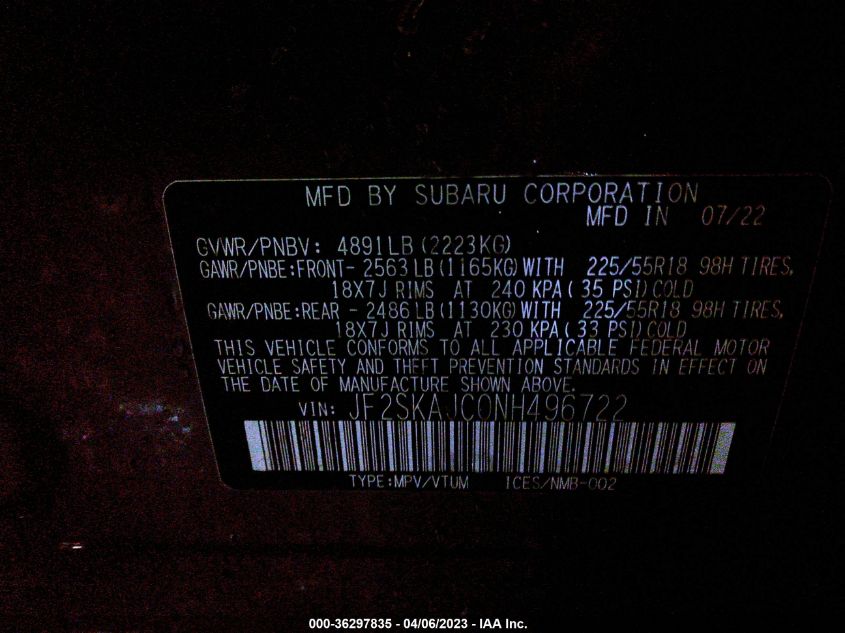 MFD BY SUBARU CORPORATION
MFD IN 07/22
GVWR/PNBV: 4891LB(2223KG)
GAWR/PNBE:FRONT- 2563LB(1165KG)WITH 225/55R18 98H TIRES,
18X7J RIMS AT 240 KPA( 35 PSI)COLD
GAWR/PNBE:REAR - 2486LB(1130KG)WITH 225/55R18 98H TIRES,
18X7J RIMS AT 230 KPA( 33 PSI)COLD
THIS VEHICLE CONFORMS TO ALL APPLICABLE FEDERAL MOTOR
VEHICLE SAFETY AND THEFT PREVENTION STANDARDS IN EFFECT ON
THE DATE OF MANUFACTURE SHOWN ABOVE.
VIN: JF2SKAJC0NH496722
TYPE:MPV/VTUM ICES/NMB-002
000-36297835 - 04/06/2023 - IAA Inc.